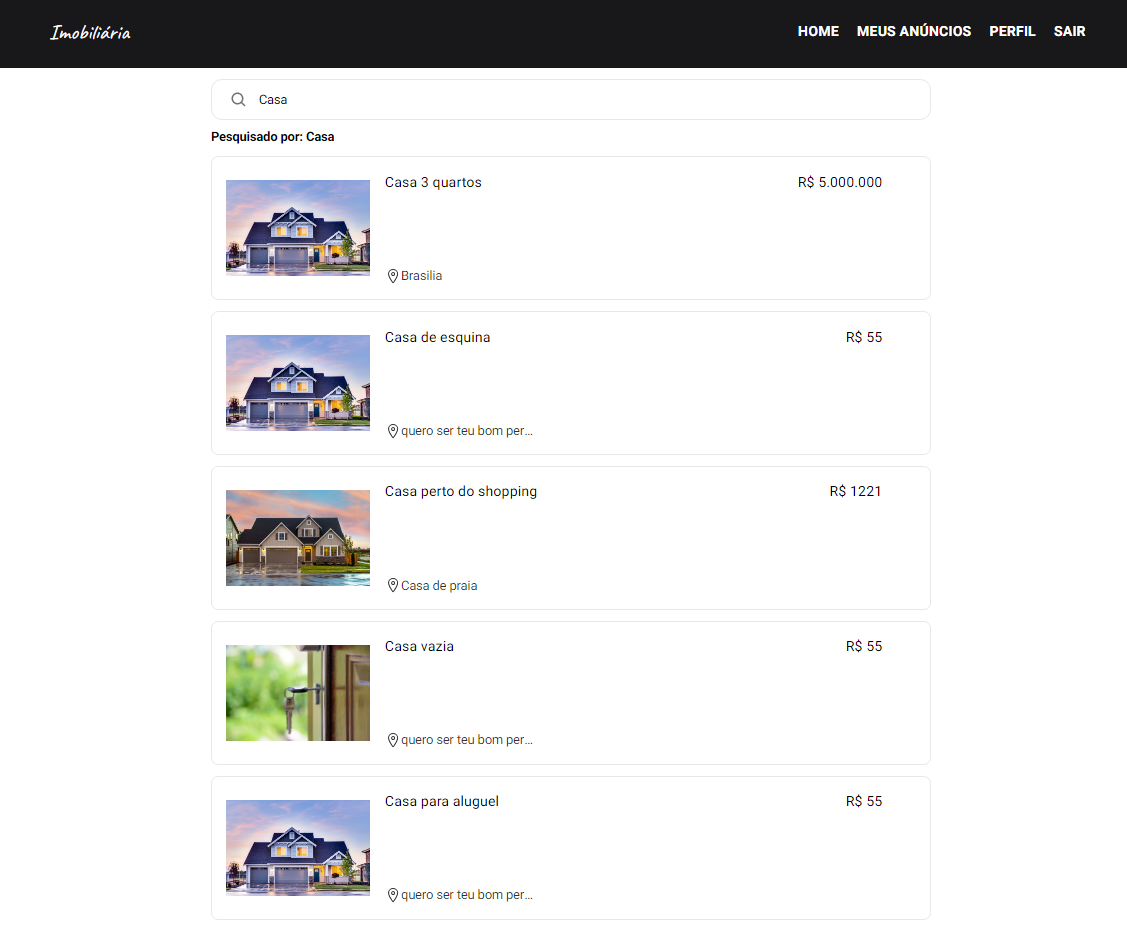 Imobiliária
HOME MEUS ANÚNCIOS PERFIL SAIR
Casa
Pesquisado por: Casa
Casa 3 quartos
R$ 5.000.000
Brasilia
Casa de esquina
R$ 55
quero ser teu bom per...
Casa perto do shopping
R$ 1221
Casa de praia
Casa vazia
R$ 55
quero ser teu bom per...
Casa para aluguel
R$ 55
quero ser teu bom per...